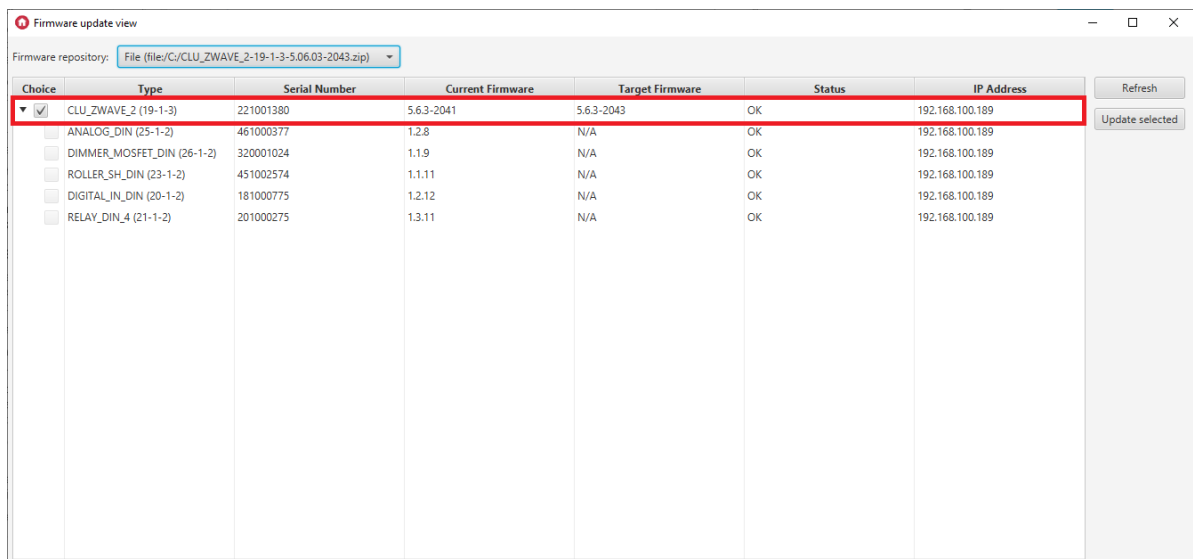 Firmware update view
Firmware repository: File (file:/C:/CLU_ZWAVE_2-19-1-3-5.06.03-2043.zip)
Choice Type Serial Number Current Firmware Target Firmware Status IP Address Refresh
CLU_ZWAVE_2 (19-1-3) 221001380 5.6.3-2041 5.6.3-2043 OK 192.168.100.189 Update selected
ANALOG_DIN (25-1-2) 461000377 1.2.8 N/A OK 192.168.100.189
DIMMER_MOSFET_DIN (26-1-2) 320001024 1.1.9 N/A OK 192.168.100.189
ROLLER_SH_DIN (23-1-2) 451002574 1.1.11 N/A OK 192.168.100.189
DIGITAL_IN_DIN (20-1-2) 181000775 1.2.12 N/A OK 192.168.100.189
RELAY_DIN_4 (21-1-2) 201000275 1.3.11 N/A OK 192.168.100.189